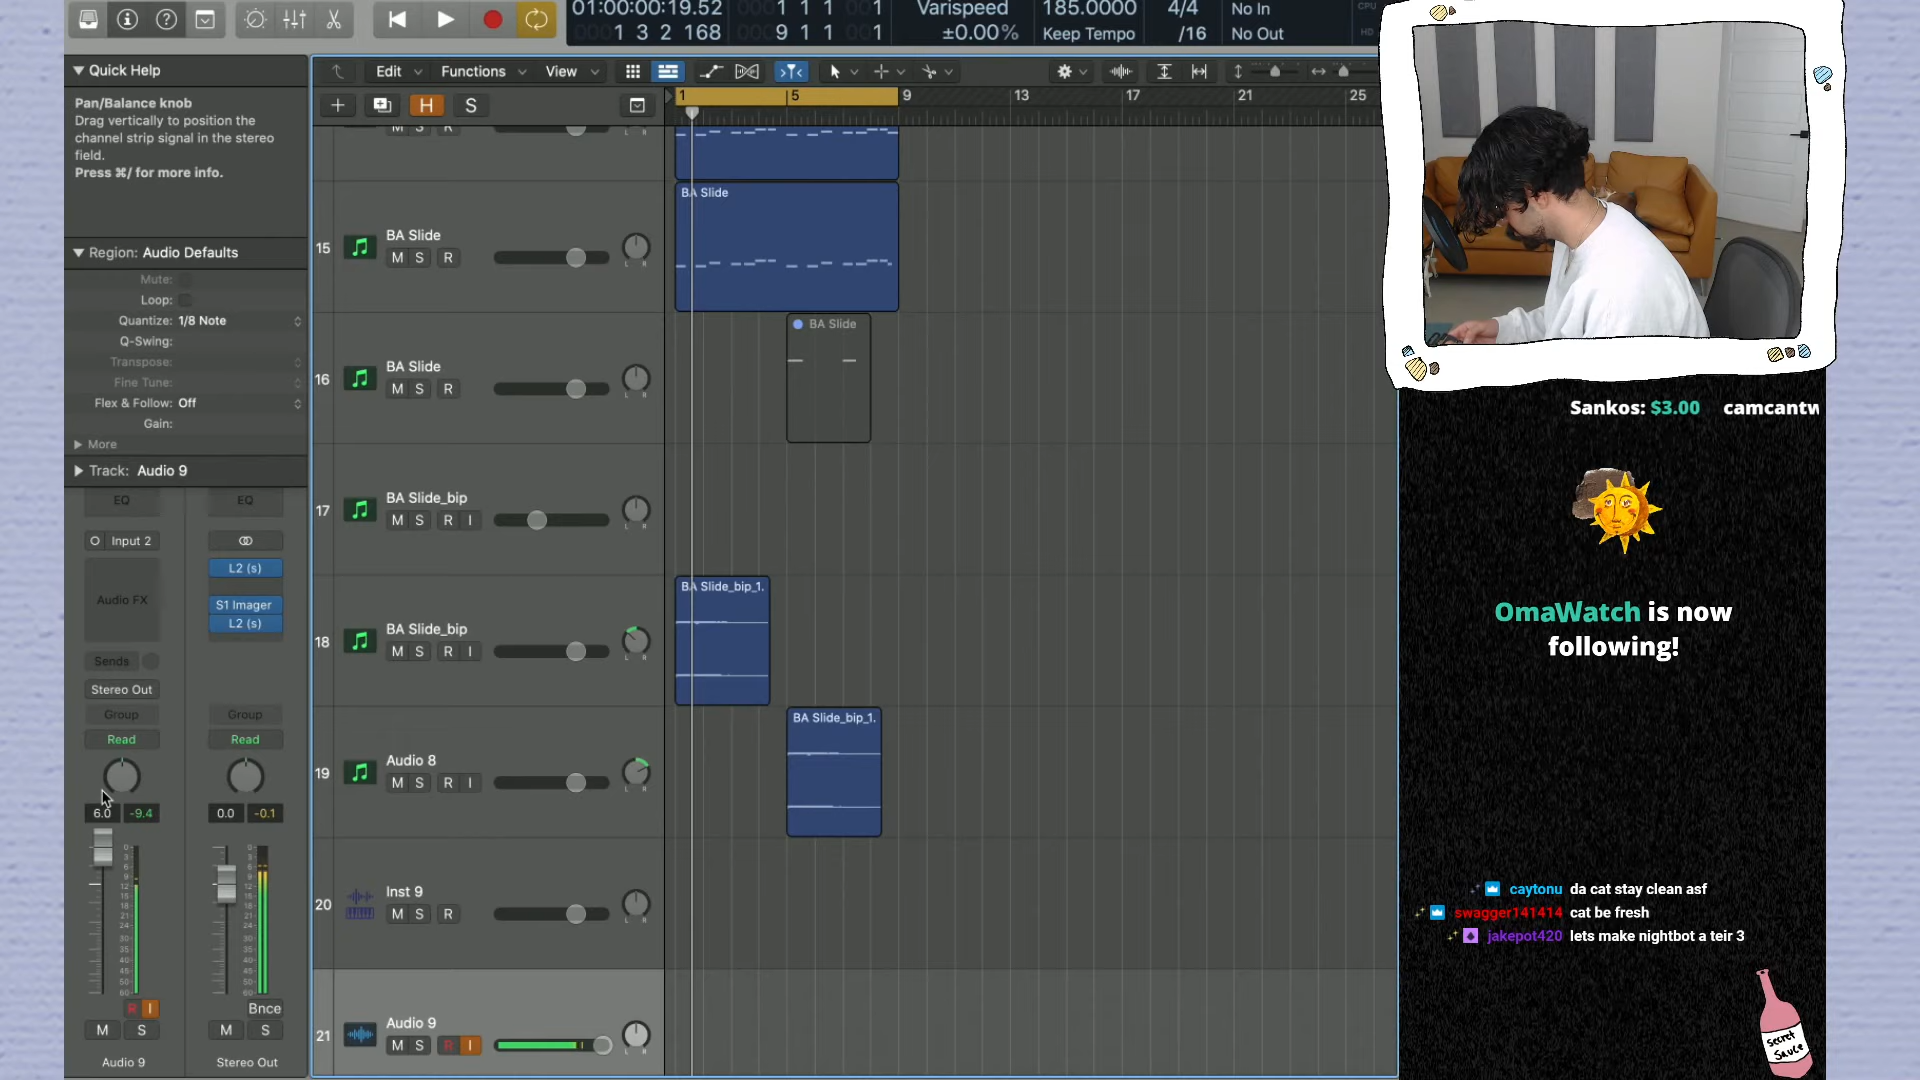 01:00:00:00:19.52
1 3 2 168
1 1 1 1
9 1 1 1
Varispeed
±0.00%
185.0000
Keep Tempo
4/4
/16
No In
No Out
CPU
HD
Quick Help
Pan/Balance knob
Drag vertically to position the
channel strip signal in the stereo
field.
Press ⌘/ for more info.
Edit
Functions
View
H
S
1
5
9
13
17
21
25
Region: Audio Defaults
Mute:
Loop:
Quantize: 1/8 Note
Q-Swing:
Transpose:
Fine Tune:
Flex & Follow: Off
Gain:
More
Track: Audio 9
EQ
EQ
Input 2
Audio FX
L2 (s)
S1 Imager
L2 (s)
Sends
Stereo Out
Group
Group
Read
Read
6.0
-9.4
0.0
-0.1
R I
Bnce
M S
M S
Audio 9
Stereo Out
M S R
15
BA Slide
M S R
16
BA Slide
M S R
17
BA Slide_bip
M S R I
18
BA Slide_bip
M S R I
19
Audio 8
M S R I
20
Inst 9
M S R
21
Audio 9
M S R I
BA Slide
BA Slide
BA Slide_bip_1.
BA Slide_bip_1.
Sankos: $3.00 camcantw
OmaWatch is now
following!
caytonu da cat stay clean asf
swagger141414 cat be fresh
jakepot420 lets make nightbot a teir 3
Secret
Sauce